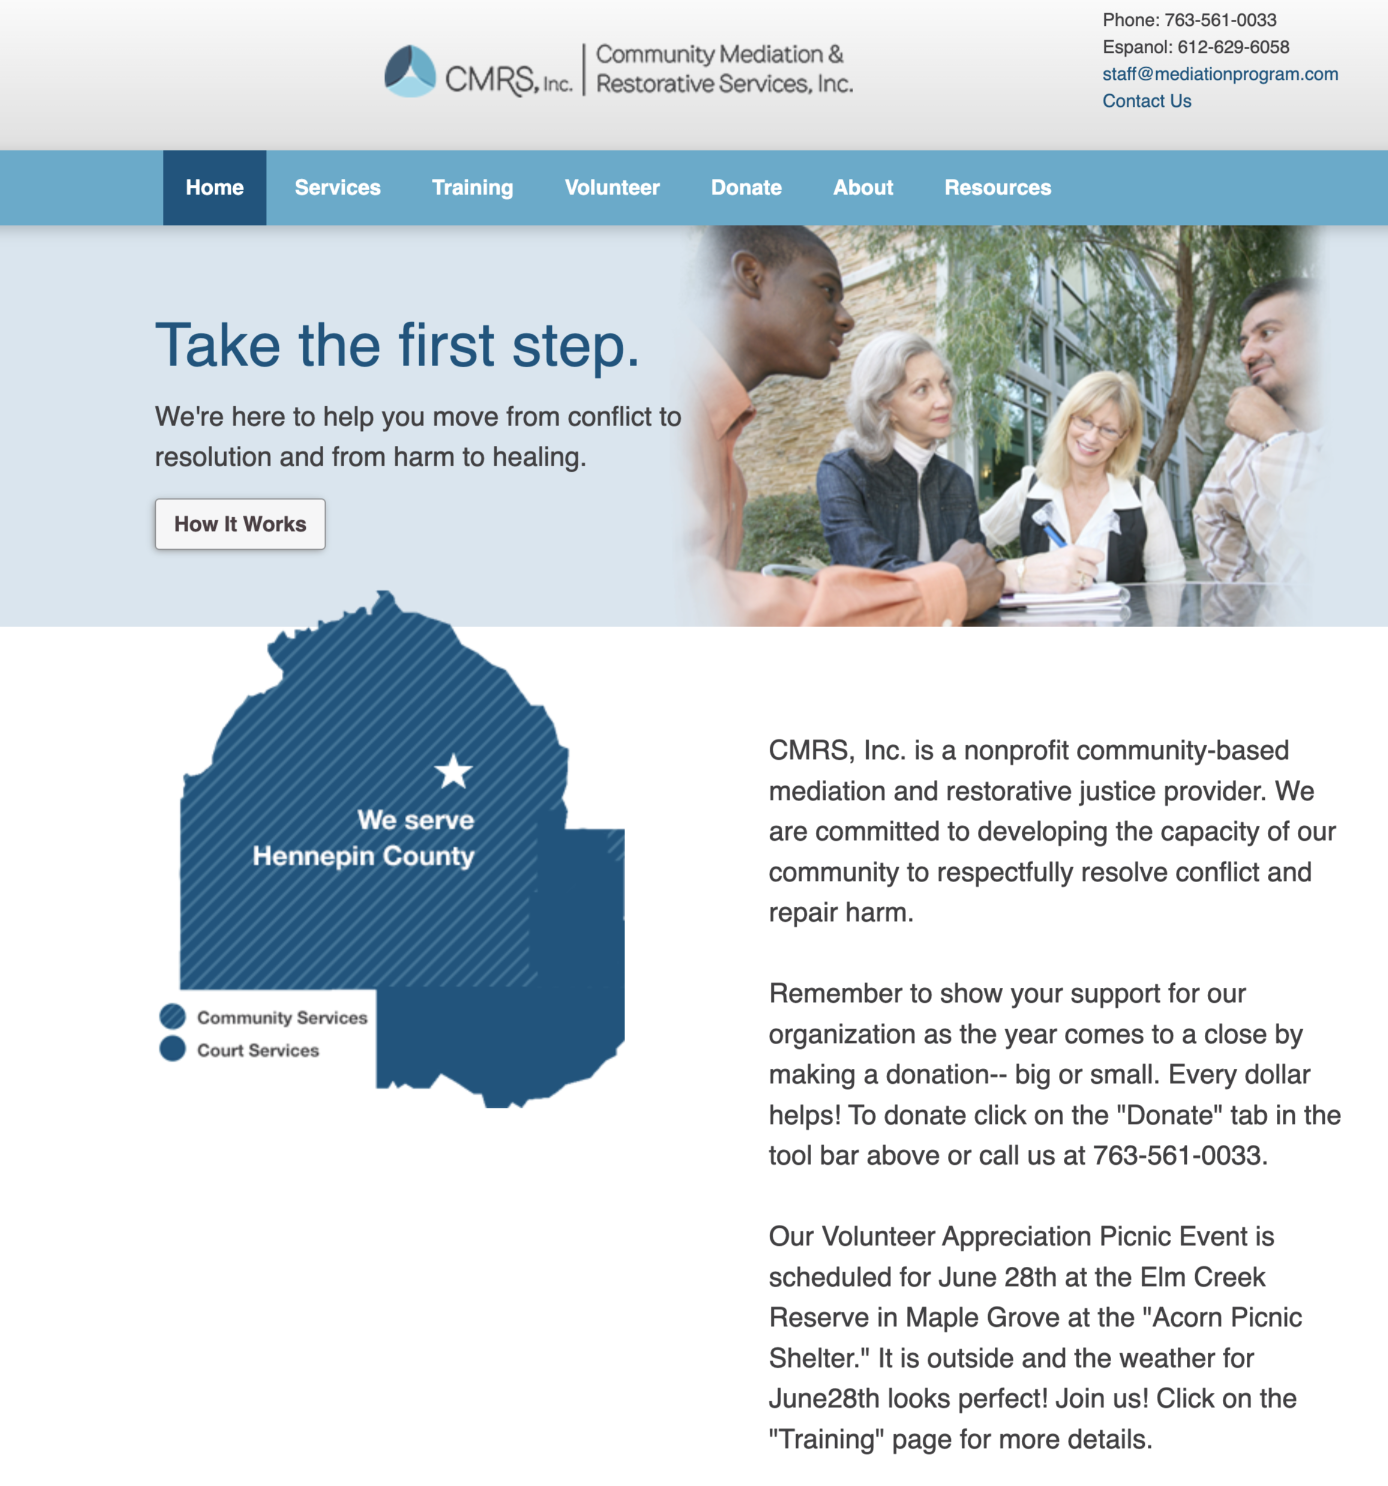 Phone: 763-561-0033
Espanol: 612-629-6058
staff@mediationprogram.com
Contact Us
CMRS, Inc.
Community Mediation &
Restorative Services, Inc.
Home Services Training Volunteer Donate About Resources
Take the first step.
We're here to help you move from conflict to
resolution and from harm to healing.
How It Works
We serve
Hennepin County
Community Services
Court Services
CMRS, Inc. is a nonprofit community-based
mediation and restorative justice provider. We
are committed to developing the capacity of our
community to respectfully resolve conflict and
repair harm.
Remember to show your support for our
organization as the year comes to a close by
making a donation-- big or small. Every dollar
helps! To donate click on the "Donate" tab in the
tool bar above or call us at 763-561-0033.
Our Volunteer Appreciation Picnic Event is
scheduled for June 28th at the Elm Creek
Reserve in Maple Grove at the "Acorn Picnic
Shelter." It is outside and the weather for
June28th looks perfect! Join us! Click on the
"Training" page for more details.